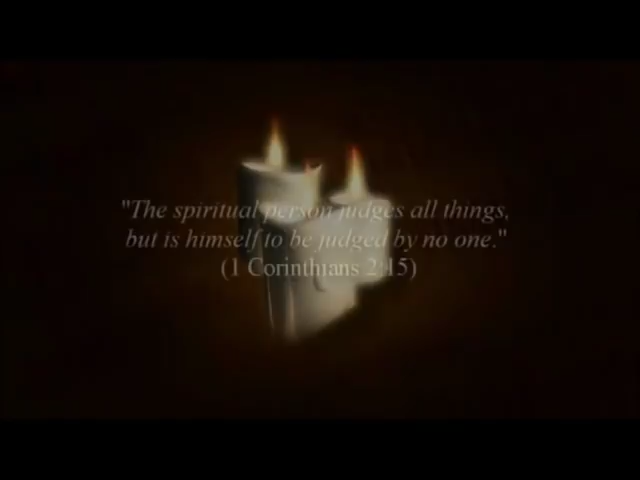 "The spiritual person judges all things,
but is himself to be judged by no one."
(1 Corinthians 2:15)